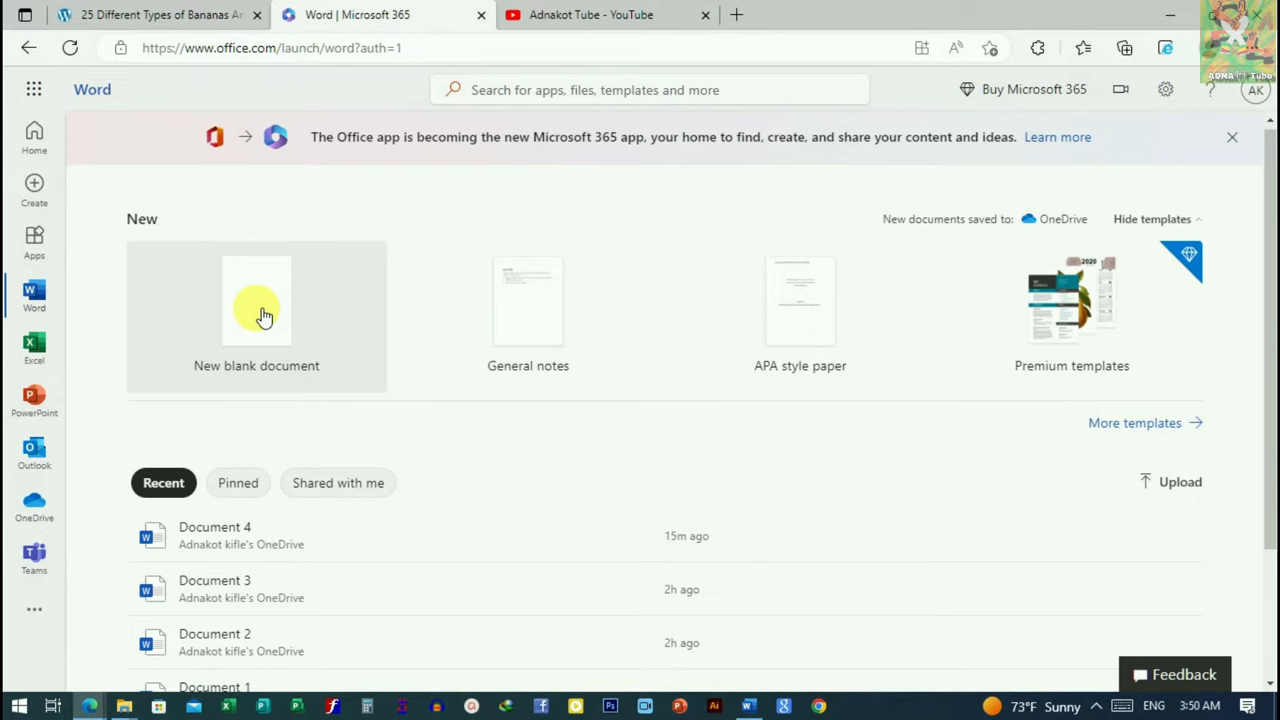 25 Different Types of Bananas Ar
Word | Microsoft 365
Adnakot Tube - YouTube
https://www.office.com/launch/word?auth=1
ADNA Tube
Word
Search for apps, files, templates and more
Buy Microsoft 365
?
AK
The Office app is becoming the new Microsoft 365 app, your home to find, create, and share your content and ideas. Learn more
Home
Create
Apps
Word
Excel
PowerPoint
Outlook
OneDrive
Teams
New
New documents saved to: OneDrive
Hide templates
2020
New blank document
General notes
APA style paper
Premium templates
More templates
Recent
Pinned
Shared with me
Upload
Document 4
Adnakot kifle's OneDrive
15m ago
Document 3
Adnakot kifle's OneDrive
2h ago
Document 2
Adnakot kifle's OneDrive
2h ago
Document 1
Feedback
73°F Sunny
ENG
3:50 AM